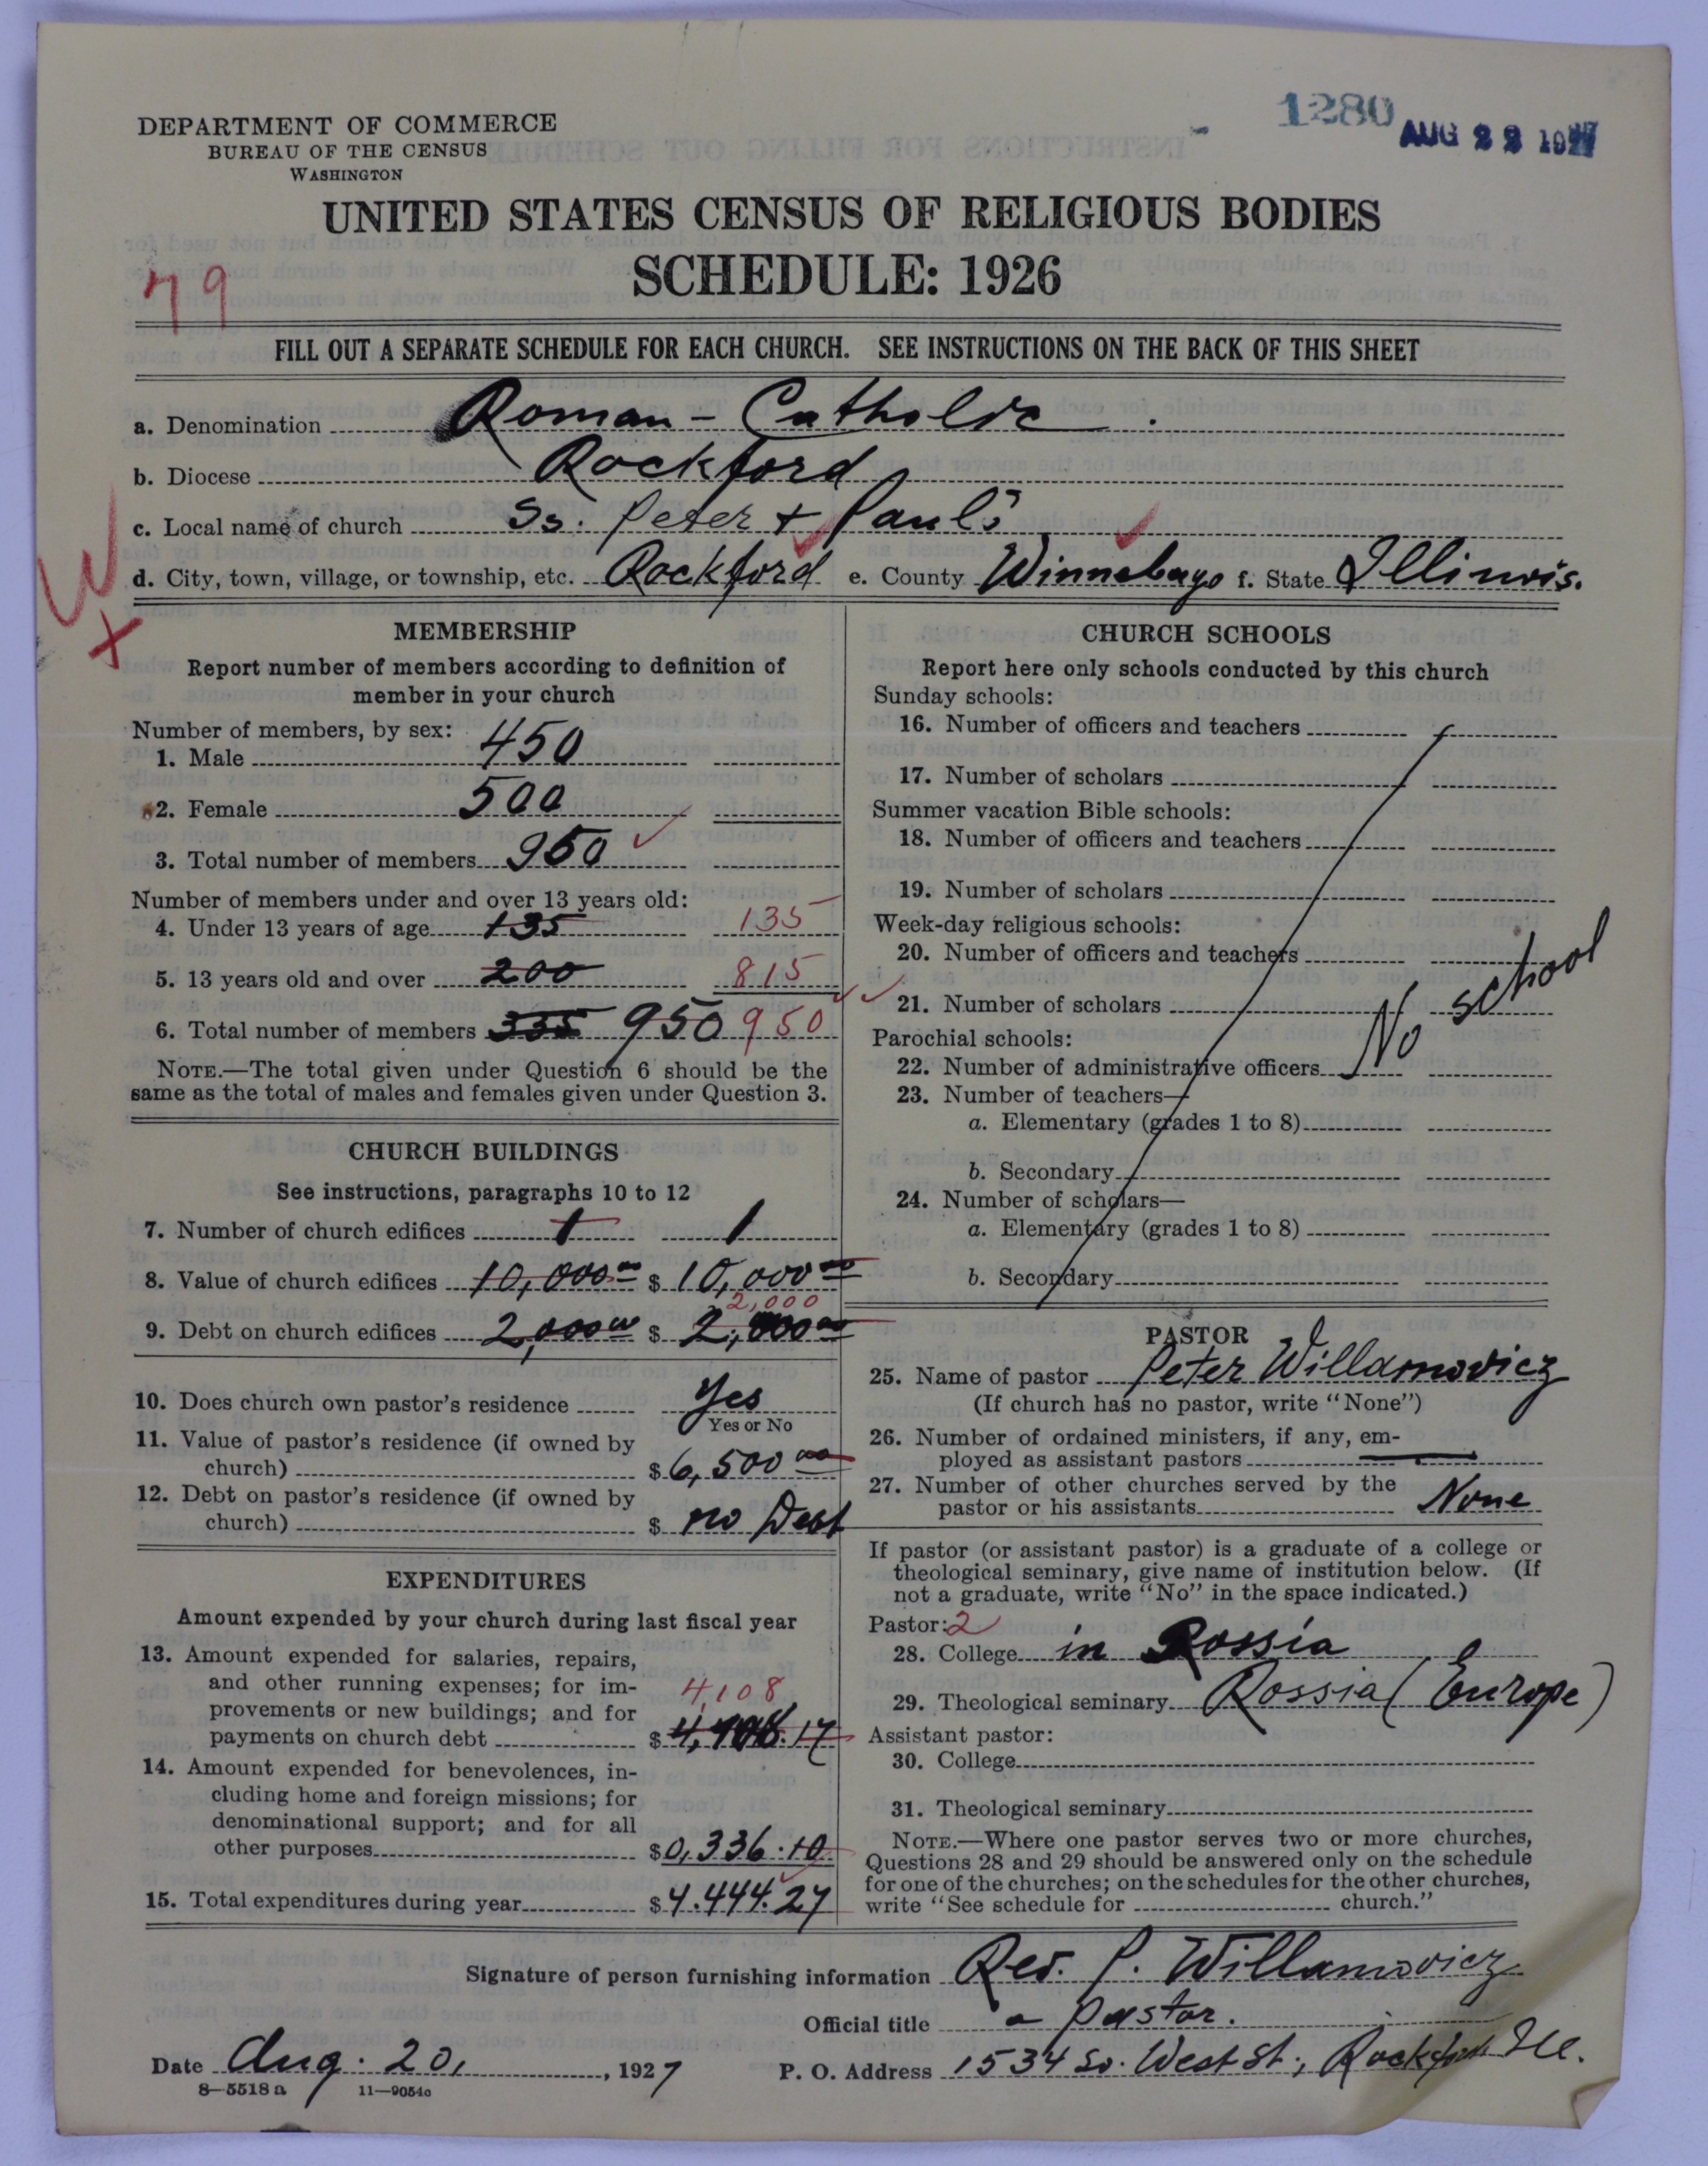 1280
AUG 22 1927
DEPARTMENT OF COMMERCE
BUREAU OF THE CENSUS
WASHINGTON
UNITED STATES CENSUS OF RELIGIOUS BODIES
SCHEDULE: 1926
79
FILL OUT A SEPARATE SCHEDULE FOR EACH CHURCH. SEE INSTRUCTIONS ON THE BACK OF THIS SHEET
a. Denomination Roman - Catholic.
b. Diocese Rockford
c. Local name of church Ss. Peter + Paul's
d. City, town, village, or township, etc. Rockford e. County Winnebago f. State Illinois.
W
X
MEMBERSHIP
Report number of members according to definition of
member in your church
Number of members, by sex:
1. Male 450
2. Female 500
3. Total number of members 950
Number of members under and over 13 years old:
4. Under 13 years of age 135 135
5. 13 years old and over 200 815
6. Total number of members 335 950 950
NOTE.—The total given under Question 6 should be the
same as the total of males and females given under Question 3.
CHURCH BUILDINGS
See instructions, paragraphs 10 to 12
7. Number of church edifices 1 1
8. Value of church edifices 10,000 00 $ 10,000 00
2,000
9. Debt on church edifices 2,000 00 $ 2,000 00
10. Does church own pastor's residence Yes
Yes or No
11. Value of pastor's residence (if owned by
church) $ 6,500 00
12. Debt on pastor's residence (if owned by
church) $ no Debt
EXPENDITURES
Amount expended by your church during last fiscal year
13. Amount expended for salaries, repairs,
and other running expenses; for im-
provements or new buildings; and for
4,108
payments on church debt $ 4,108.17
14. Amount expended for benevolences, in-
cluding home and foreign missions; for
denominational support; and for all
other purposes $ 0,336.10
15. Total expenditures during year $ 4.444.27
CHURCH SCHOOLS
Report here only schools conducted by this church
Sunday schools:
16. Number of officers and teachers
17. Number of scholars
Summer vacation Bible schools:
18. Number of officers and teachers
19. Number of scholars
Week-day religious schools:
20. Number of officers and teachers
21. Number of scholars
No school
Parochial schools:
22. Number of administrative officers
23. Number of teachers—
a. Elementary (grades 1 to 8)
b. Secondary
24. Number of scholars—
a. Elementary (grades 1 to 8)
b. Secondary
PASTOR
25. Name of pastor Peter Willamowicz
(If church has no pastor, write "None")
26. Number of ordained ministers, if any, em-
ployed as assistant pastors —
27. Number of other churches served by the
pastor or his assistants None
If pastor (or assistant pastor) is a graduate of a college or
theological seminary, give name of institution below. (If
not a graduate, write "No" in the space indicated.)
Pastor: 2
28. College in Rossia
29. Theological seminary Rossia (Europe)
Assistant pastor:
30. College
31. Theological seminary
NOTE.—Where one pastor serves two or more churches,
Questions 28 and 29 should be answered only on the schedule
for one of the churches; on the schedules for the other churches,
write "See schedule for church."
Signature of person furnishing information Rev. P. Willamowicz
Official title a pastor.
Date Aug. 20, 1927 P. O. Address 1534 So. West St., Rockford Ill.
8-5518a 11-9054a